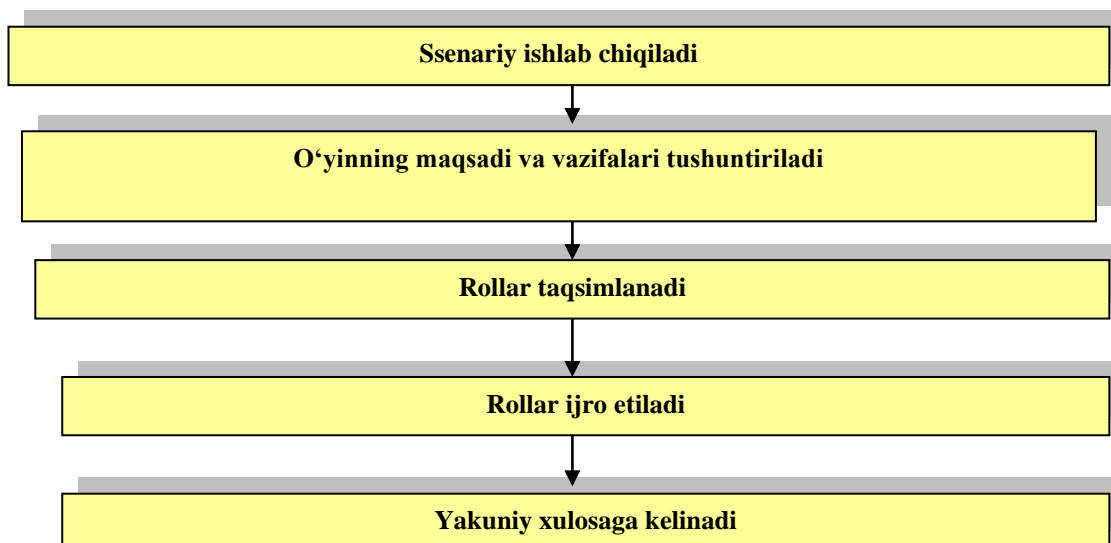 Ssenariy ishlab chiqiladi
O‘yinning maqsadi va vazifalari tushuntiriladi
Rollar taqsimlanadi
Rollar ijro etiladi
Yakuniy xulosaga kelinadi